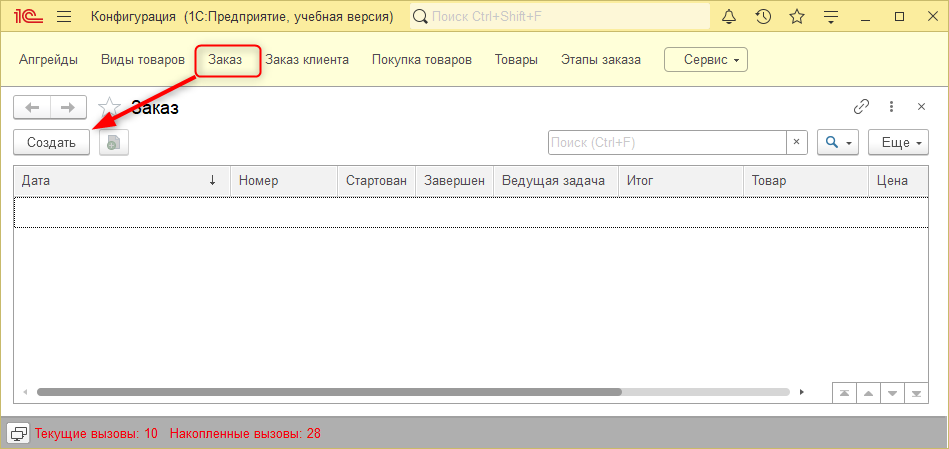 1С Конфигурация (1С:Предприятие, учебная версия) Поиск Ctrl+Shift+F
Апгрейды Виды товаров Заказ Заказ клиента Покупка товаров Товары Этапы заказа Сервис
Заказ
Создать Поиск (Ctrl+F) × Еще
Дата ↓ Номер Стартован Завершен Ведущая задача Итог Товар Цена
Текущие вызовы: 10 Накопленные вызовы: 28